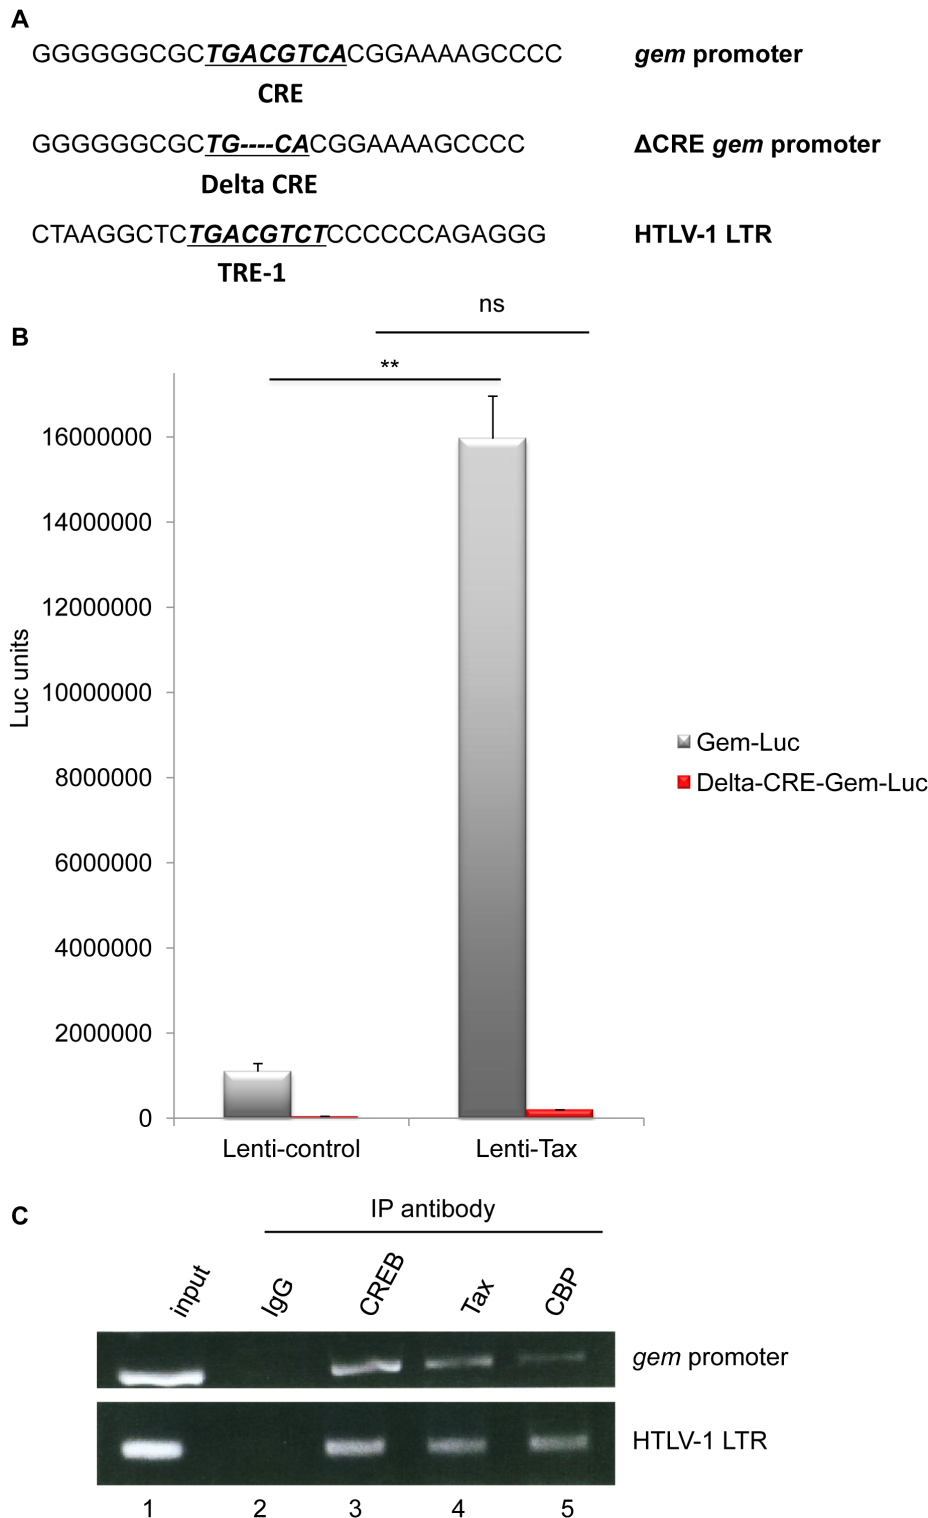 A
GGGGGGCGCTGACGTCACGGAAAAGCCCC gem promoter
CRE
GGGGGGCGCTG----CACGGAAAAGCCCC ΔCRE gem promoter
Delta CRE
CTAAGGCTCTGACGTCTCCCCCCAGAGGG HTLV-1 LTR
TRE-1
B
ns
**
Luc units
16000000
14000000
12000000
10000000
8000000
6000000
4000000
2000000
0
Gem-Luc
Delta-CRE-Gem-Luc
Lenti-control Lenti-Tax
C
IP antibody
input IgG CREB Tax CBP
gem promoter
HTLV-1 LTR
1 2 3 4 5